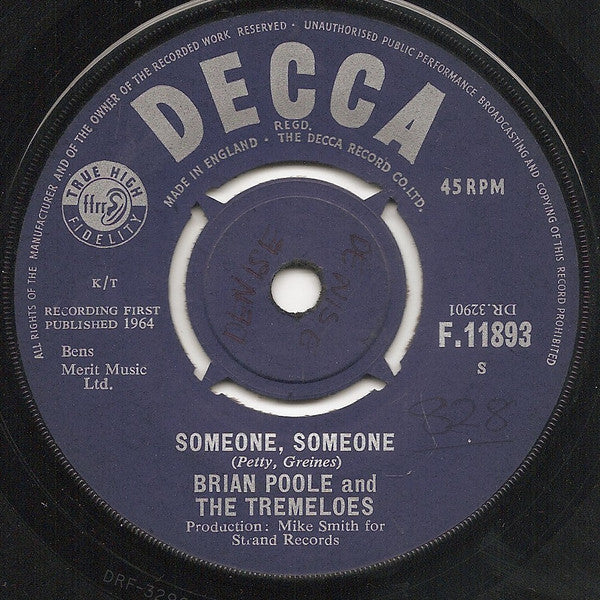 ALL RIGHTS OF THE MANUFACTURER AND OF THE OWNER OF THE RECORDED WORK RESERVED · UNAUTHORISED PUBLIC PERFORMANCE, BROADCASTING AND COPYING OF THIS RECORD PROHIBITED
DECCA
REGD.
MADE IN ENGLAND · THE DECCA RECORD CO. LTD.
TRUE HIGH
ffrr
FIDELITY
45 RPM
K/T
RECORDING FIRST
PUBLISHED 1964
Bens
Merit Music
Ltd.
DR.32901
F.11893
S
DENISE
DENISE
328
SOMEONE, SOMEONE
(Petty, Greines)
BRIAN POOLE and
THE TREMELOES
Production: Mike Smith for
Strand Records